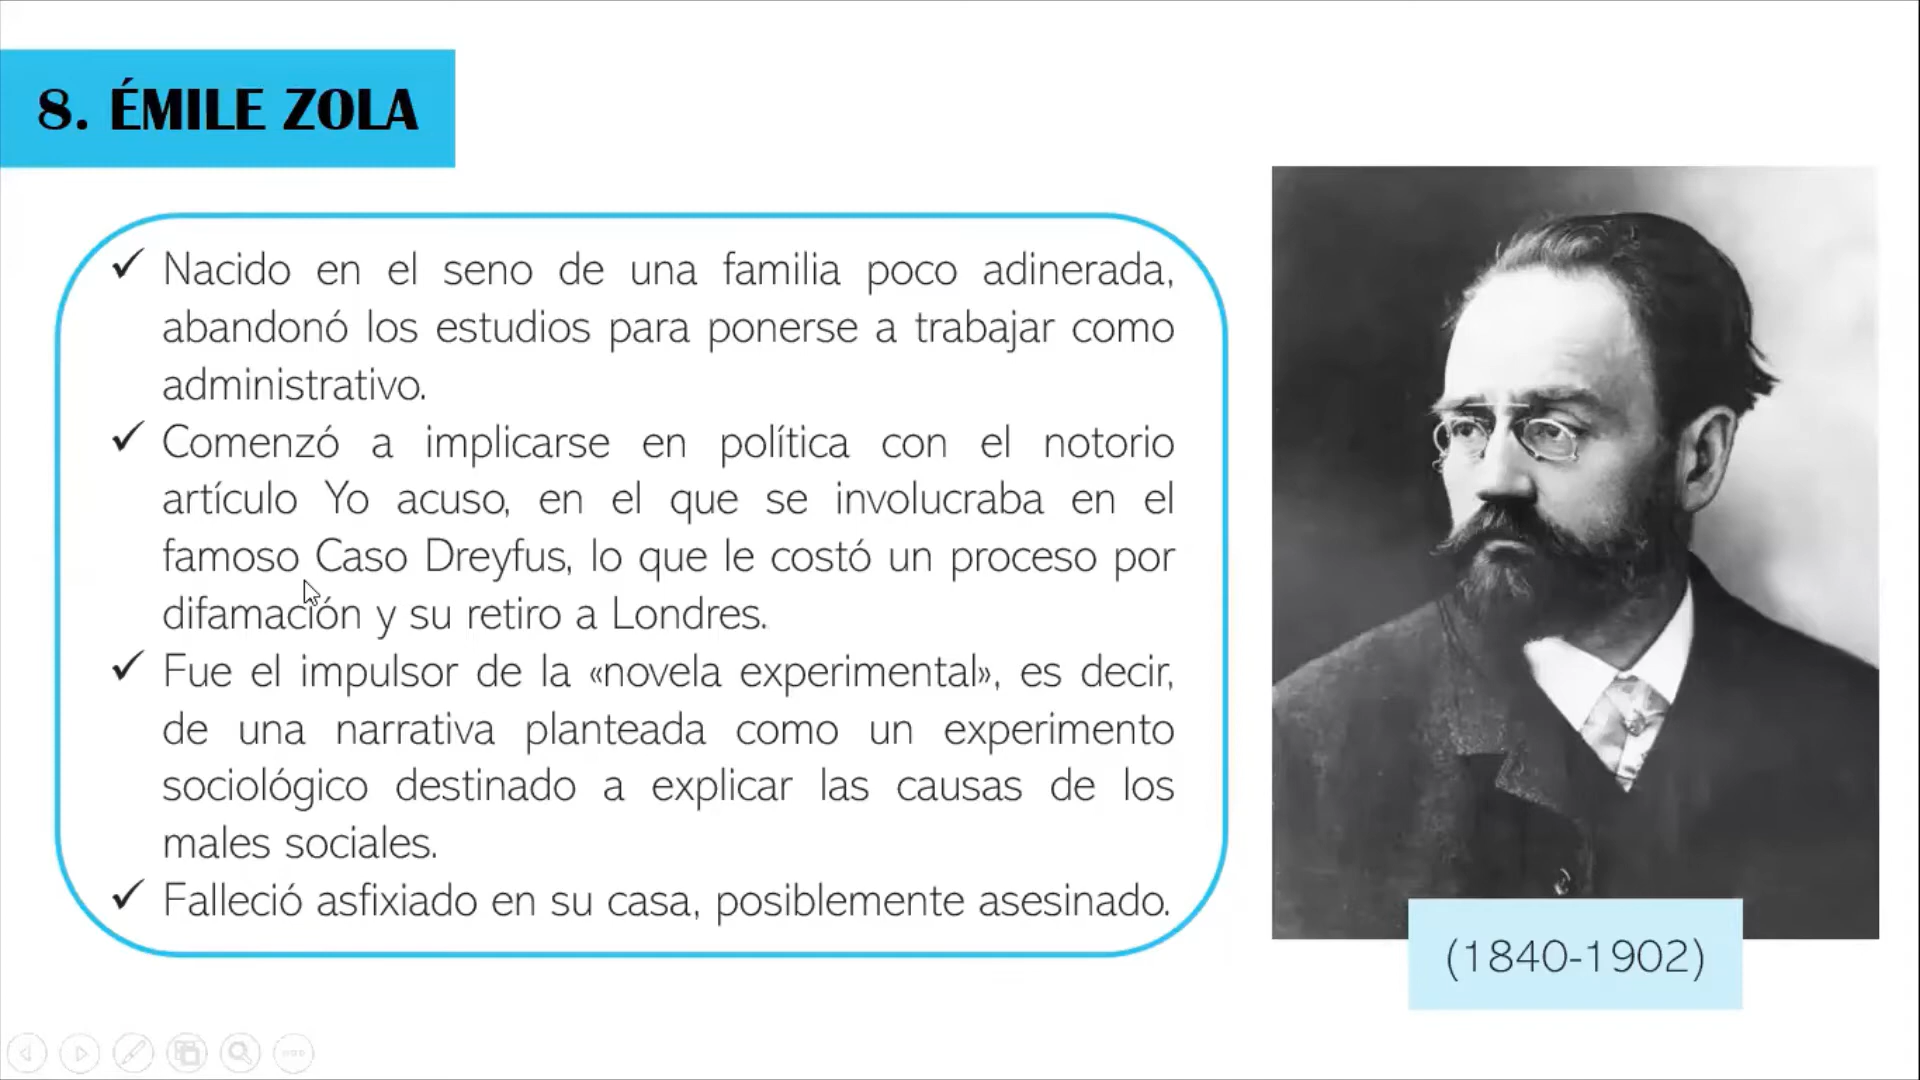 8. ÉMILE ZOLA
✓ Nacido en el seno de una familia poco adinerada,
abandonó los estudios para ponerse a trabajar como
administrativo.
✓ Comenzó a implicarse en política con el notorio
artículo Yo acuso, en el que se involucraba en el
famoso Caso Dreyfus, lo que le costó un proceso por
difamación y su retiro a Londres.
✓ Fue el impulsor de la «novela experimental», es decir,
de una narrativa planteada como un experimento
sociológico destinado a explicar las causas de los
males sociales.
✓ Falleció asfixiado en su casa, posiblemente asesinado.
(1840-1902)